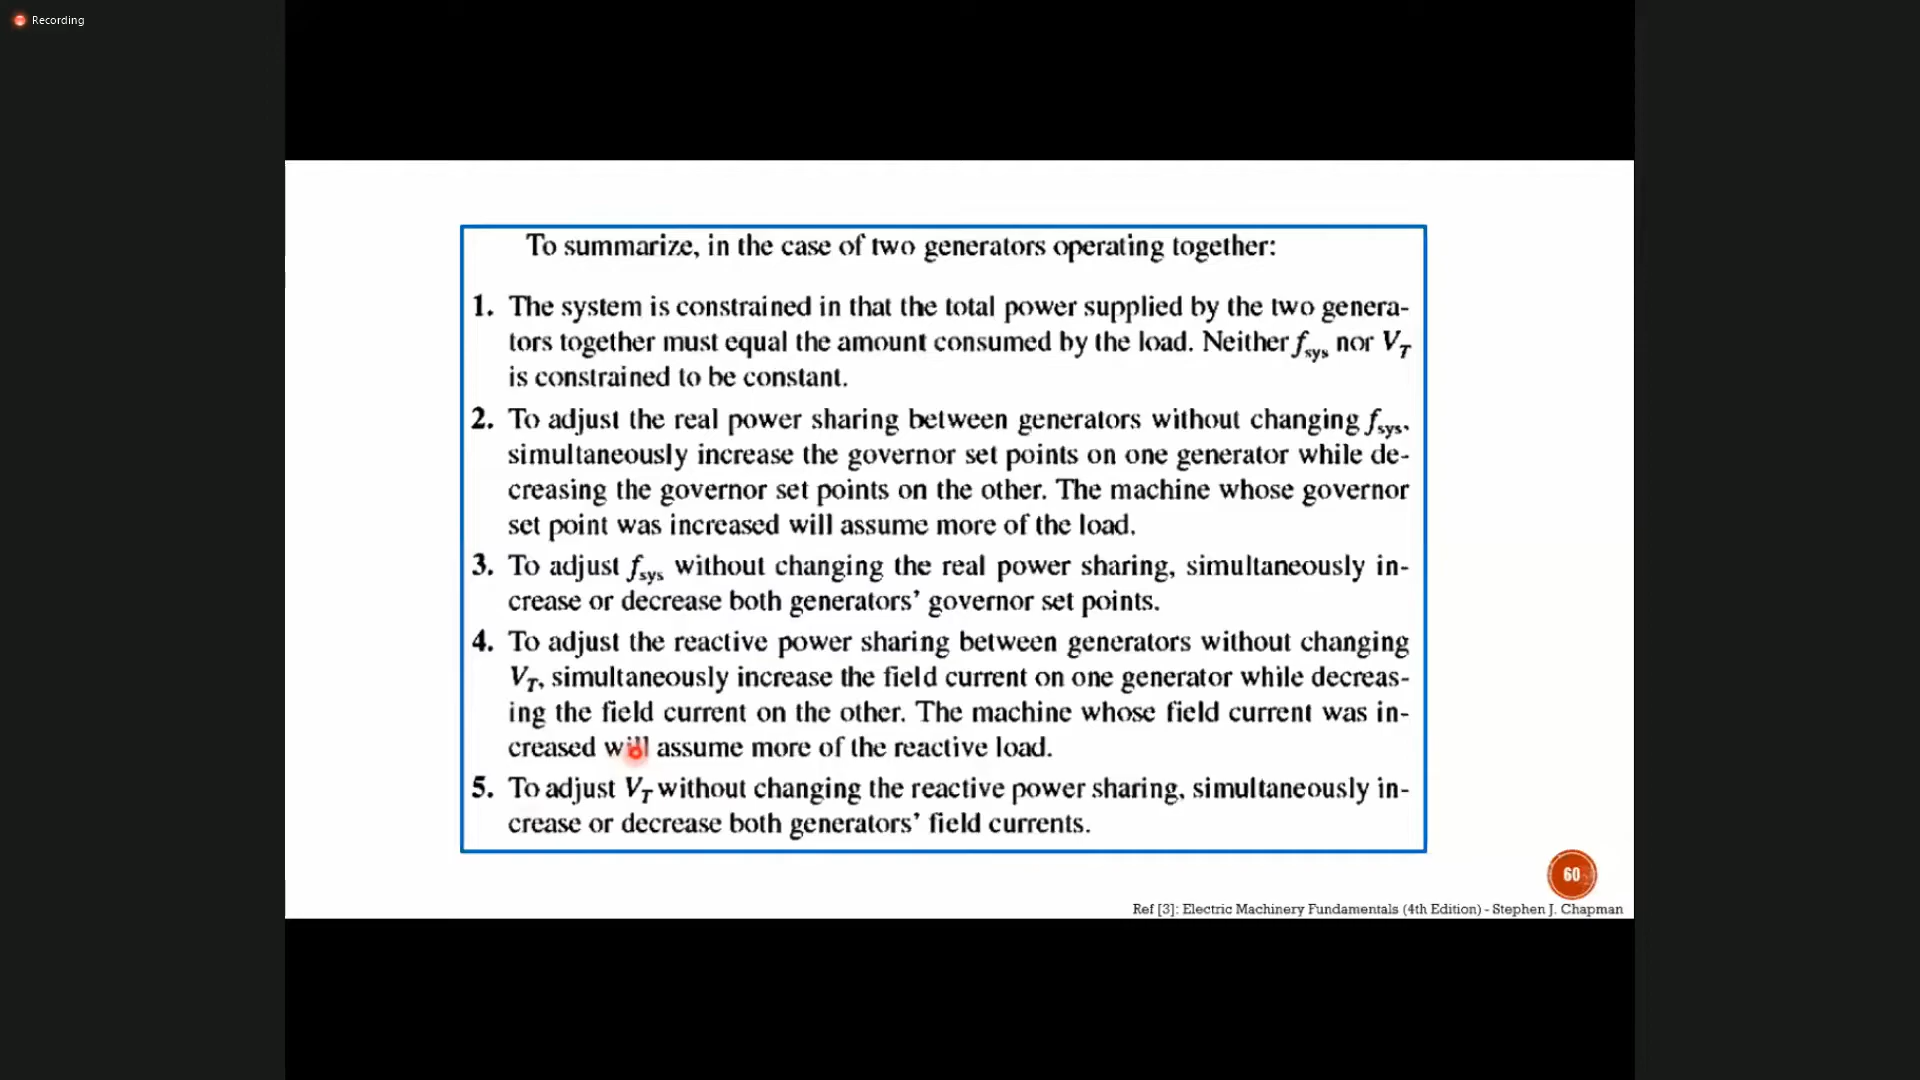 Recording
To summarize, in the case of two generators operating together:
1. The system is constrained in that the total power supplied by the two genera-
tors together must equal the amount consumed by the load. Neither fsys nor VT
is constrained to be constant.
2. To adjust the real power sharing between generators without changing fsys,
simultaneously increase the governor set points on one generator while de-
creasing the governor set points on the other. The machine whose governor
set point was increased will assume more of the load.
3. To adjust fsys without changing the real power sharing, simultaneously in-
crease or decrease both generators' governor set points.
4. To adjust the reactive power sharing between generators without changing
VT, simultaneously increase the field current on one generator while decreas-
ing the field current on the other. The machine whose field current was in-
creased will assume more of the reactive load.
5. To adjust VT without changing the reactive power sharing, simultaneously in-
crease or decrease both generators' field currents.
60
Ref [3]: Electric Machinery Fundamentals (4th Edition) - Stephen J. Chapman